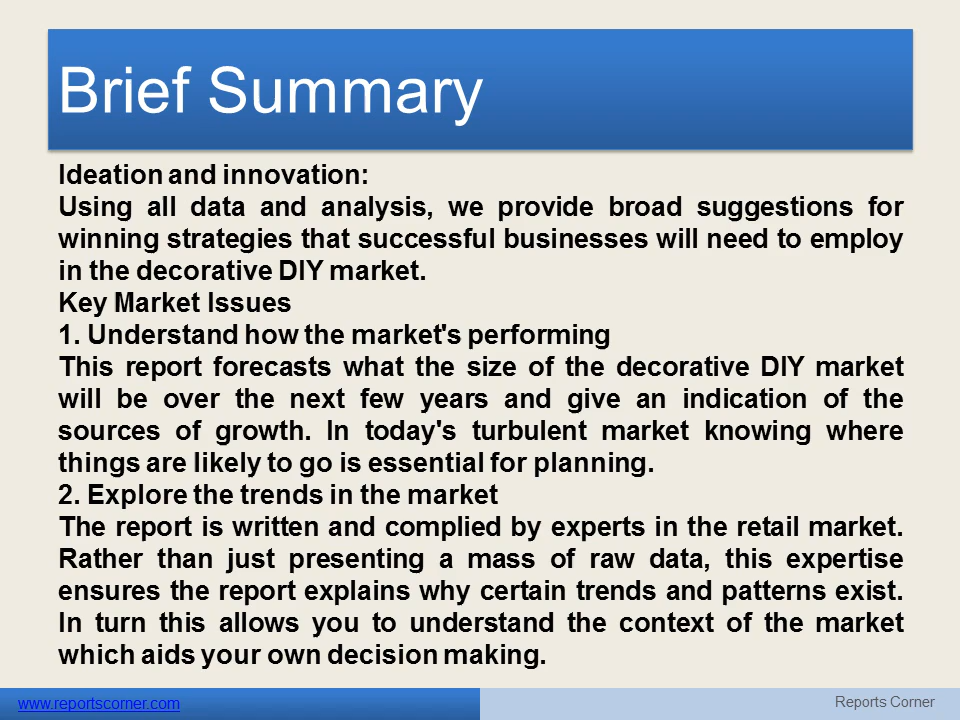 Brief Summary
Ideation and innovation:
Using all data and analysis, we provide broad suggestions for
winning strategies that successful businesses will need to employ
in the decorative DIY market.
Key Market Issues
1. Understand how the market's performing
This report forecasts what the size of the decorative DIY market
will be over the next few years and give an indication of the
sources of growth. In today's turbulent market knowing where
things are likely to go is essential for planning.
2. Explore the trends in the market
The report is written and complied by experts in the retail market.
Rather than just presenting a mass of raw data, this expertise
ensures the report explains why certain trends and patterns exist.
In turn this allows you to understand the context of the market
which aids your own decision making.
www.reportscorner.com
Reports Corner